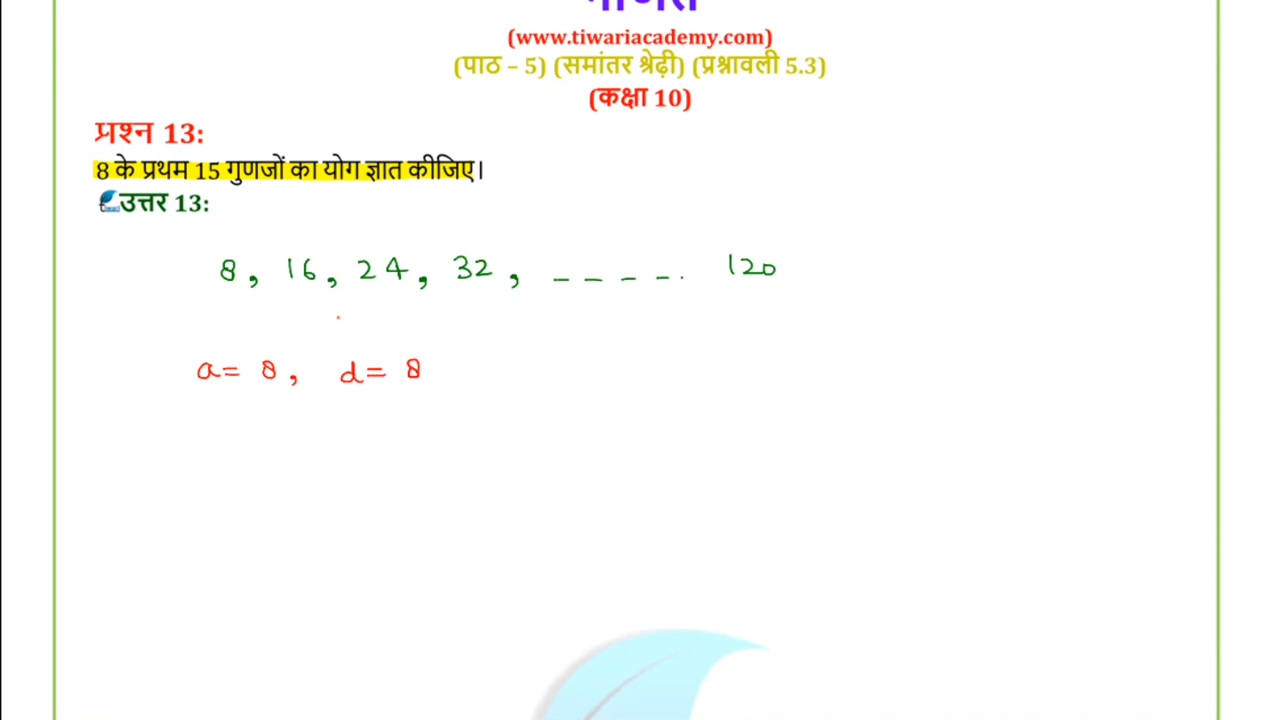 (www.tiwariacademy.com)
(पाठ – 5) (समांतर श्रेढ़ी) (प्रश्नावली 5.3)
(कक्षा 10)
प्रश्न 13:
8 के प्रथम 15 गुणजों का योग ज्ञात कीजिए।
उत्तर 13:
8, 16, 24, 32, _ _ _ _. 120
a= 8, d= 8